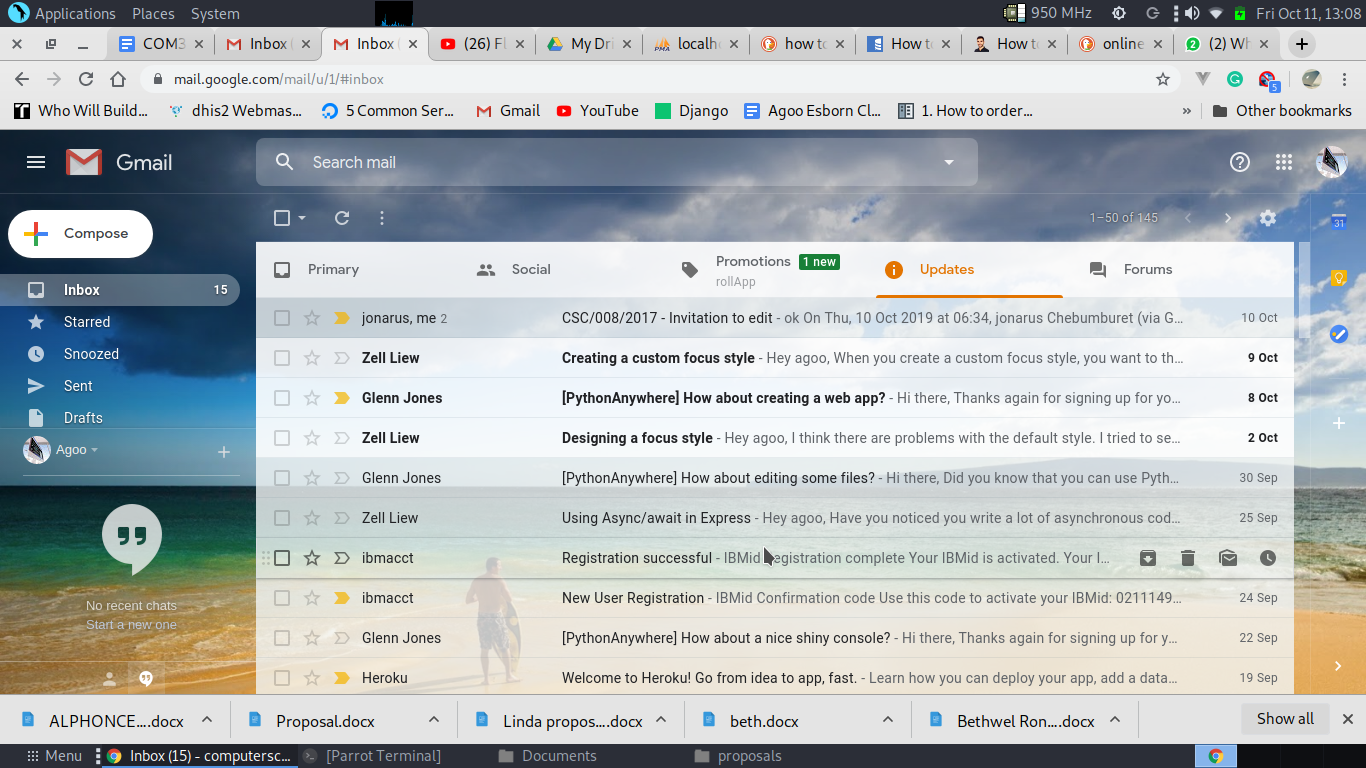 Applications Places System 950 MHz Fri Oct 11, 13:08
COM3 Inbox ( Inbox ( (26) Fl My Dri localh how to How t How to online (2) Wh
mail.google.com/mail/u/1/#inbox 5
Who Will Build... dhis2 Webmas... 5 Common Ser... Gmail YouTube Django Agoo Esborn Cl... 1. How to order... » Other bookmarks
Gmail Search mail
1–50 of 145
Compose
Primary Social Promotions 1 new Updates Forums
rollApp
Inbox 15
Starred
Snoozed
Sent
Drafts
Agoo
No recent chats
Start a new one
jonarus, me 2 CSC/008/2017 - Invitation to edit - ok On Thu, 10 Oct 2019 at 06:34, jonarus Chebumburet (via G... 10 Oct
Zell Liew Creating a custom focus style - Hey agoo, When you create a custom focus style, you want to th... 9 Oct
Glenn Jones [PythonAnywhere] How about creating a web app? - Hi there, Thanks again for signing up for yo... 8 Oct
Zell Liew Designing a focus style - Hey agoo, I think there are problems with the default style. I tried to se... 2 Oct
Glenn Jones [PythonAnywhere] How about editing some files? - Hi there, Did you know that you can use Pyth... 30 Sep
Zell Liew Using Async/await in Express - Hey agoo, Have you noticed you write a lot of asynchronous cod... 25 Sep
ibmacct Registration successful - IBMid registration complete Your IBMid is activated. Your I...
ibmacct New User Registration - IBMid Confirmation code Use this code to activate your IBMid: 0211149... 24 Sep
Glenn Jones [PythonAnywhere] How about a nice shiny console? - Hi there, Thanks again for signing up for y... 22 Sep
Heroku Welcome to Heroku! Go from idea to app, fast. - Learn how you can deploy your app, add a data... 19 Sep
31
ALPHONCE....docx Proposal.docx Linda propos....docx beth.docx Bethwel Ron....docx Show all
Menu Inbox (15) - computersc... [Parrot Terminal] Documents proposals